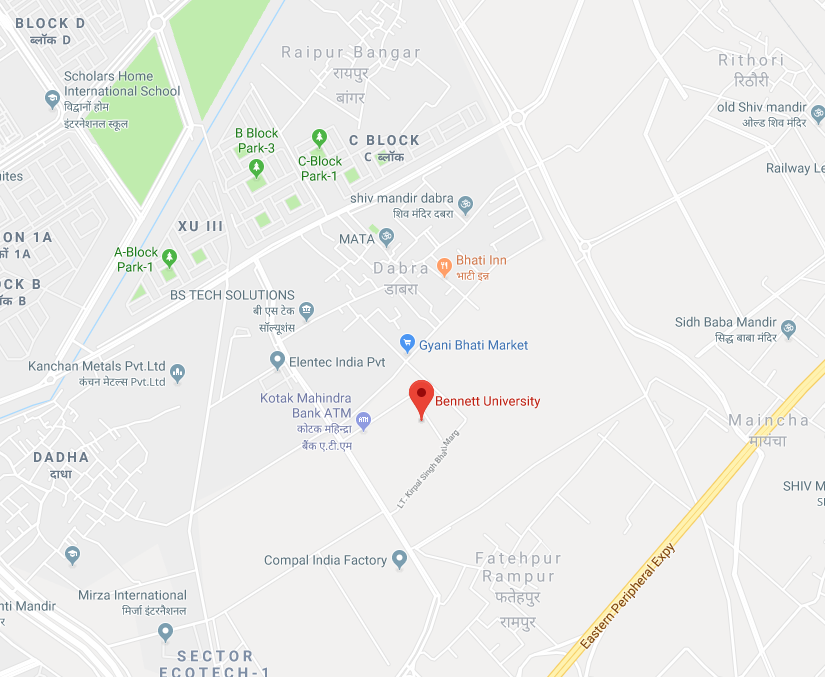 BLOCK D
ब्लॉक D
Raipur Bangar
रायपुर
बांगर
Rithori
रिठौरी
Scholars Home
International School
विद्वानों होम
इंटरनेशनल स्कूल
old Shiv mandir
ओल्ड शिव मंदिर
B Block
Park-3
C-Block
Park-1
C BLOCK
C ब्लॉक
Railway Le
uites
shiv mandir dabra
शिव मंदिर दबरा
XU III
MATA
ON 1A
कों 1A
A-Block
Park-1
Dabra
डाबरा
Bhati Inn
भाटी इन्न
CK B
ॉक B
BS TECH SOLUTIONS
बी एस टेक
सॉल्यूशंस
Sidh Baba Mandir
सिद्ध बाबा मंदिर
Gyani Bhati Market
Kanchan Metals Pvt.Ltd
कंचन मेटल्स Pvt.Ltd
Elentec India Pvt
Kotak Mahindra
Bank ATM
कोटक महिन्द्रा
बैंक ए.टी.एम
ATM
Bennett University
Maincha
मायंचा
LT. Kirpal Singh Bhati Marg
DADHA
दाधा
SHIV M
Compal India Factory
Fatehpur
Rampur
फतेहपुर
रामपुर
Eastern Peripheral Expy
nti Mandir
Mirza International
मिर्जा इंटरनैशनल
SECTOR
ECOTECH-1